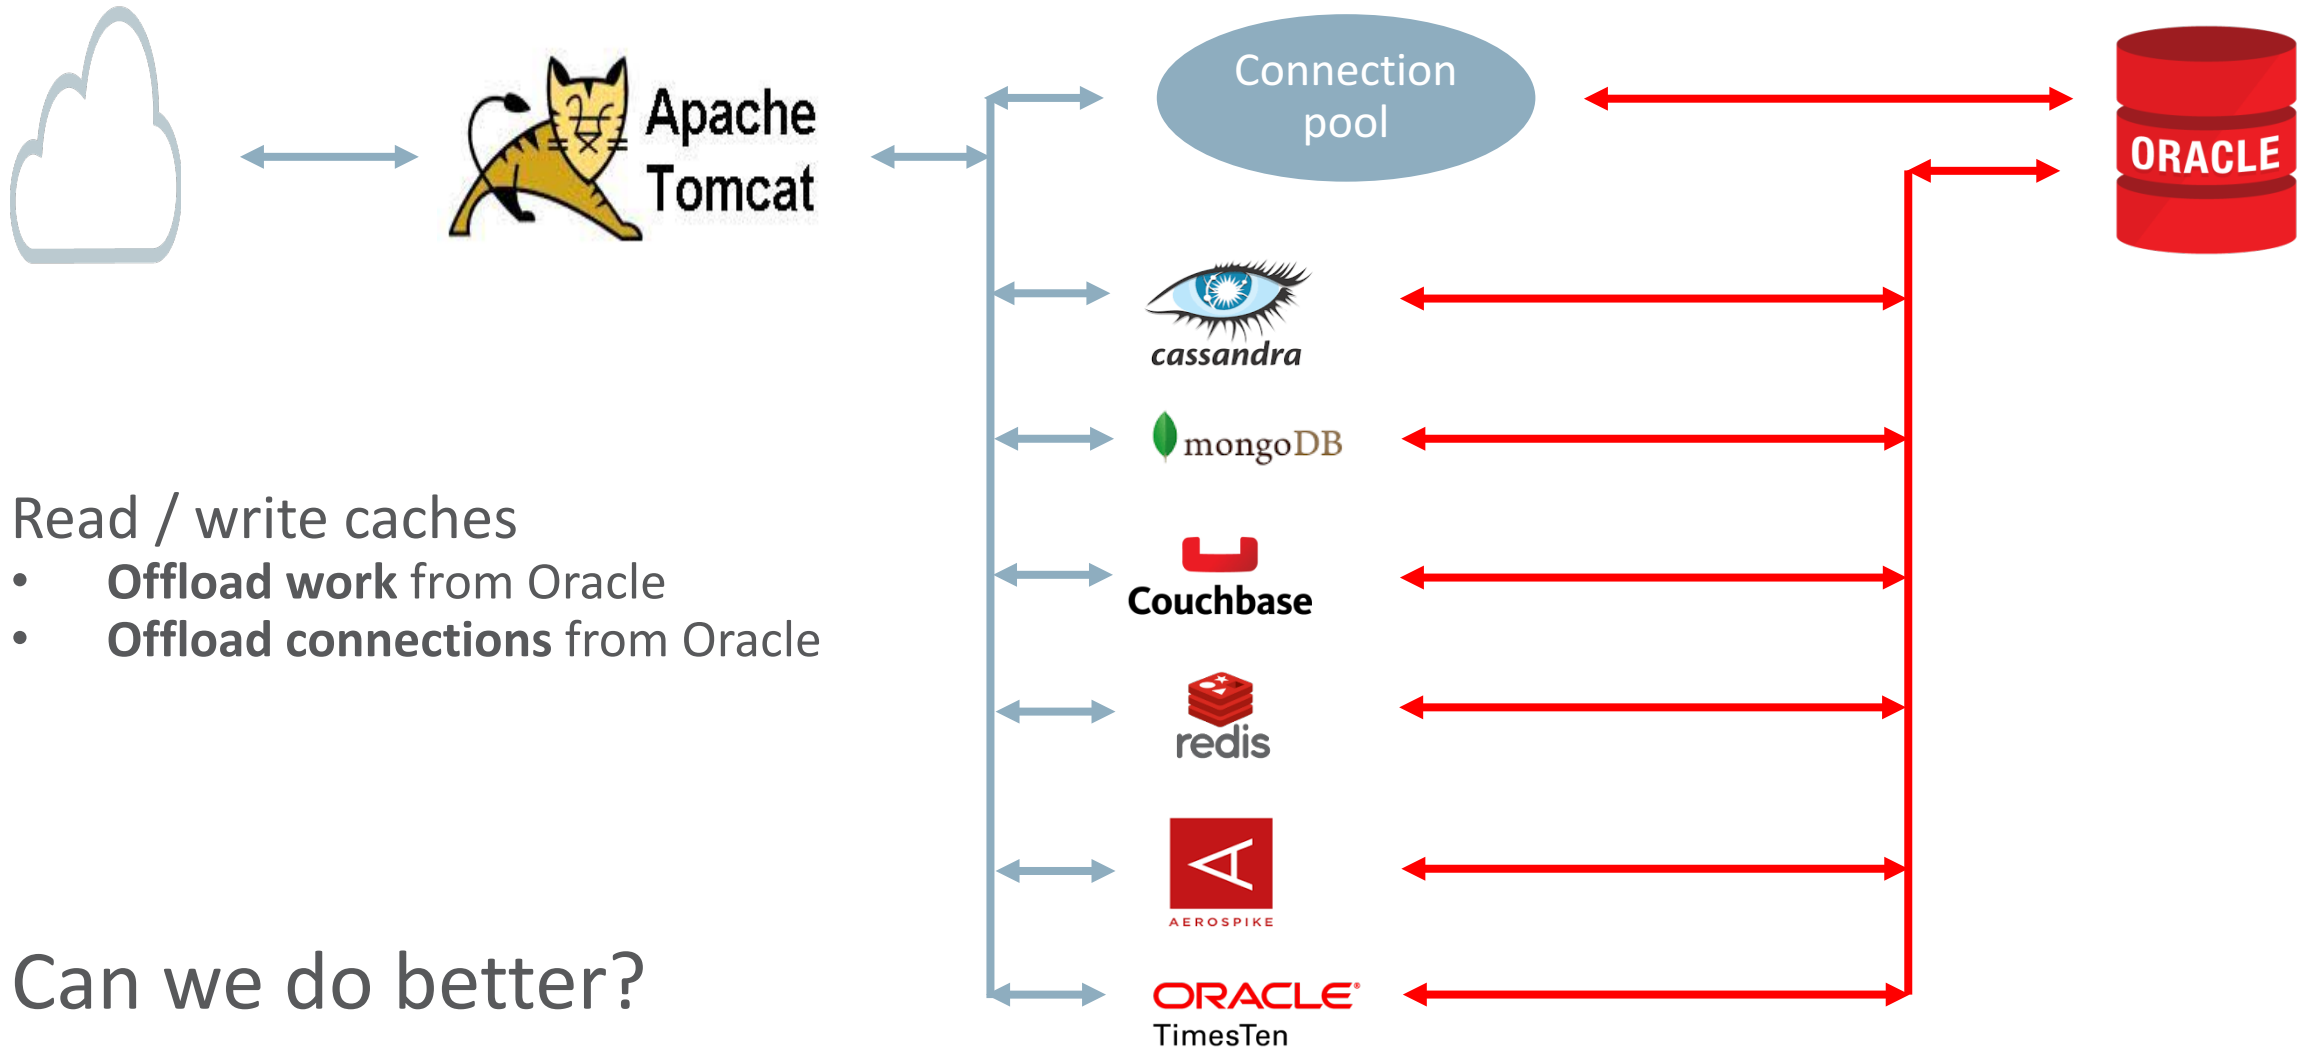 Connection
pool
Apache
Tomcat
ORACLE
cassandra
mongoDB
Read / write caches
• Offload work from Oracle
• Offload connections from Oracle
Couchbase
redis
AEROSPIKE
Can we do better?
ORACLE®
TimesTen